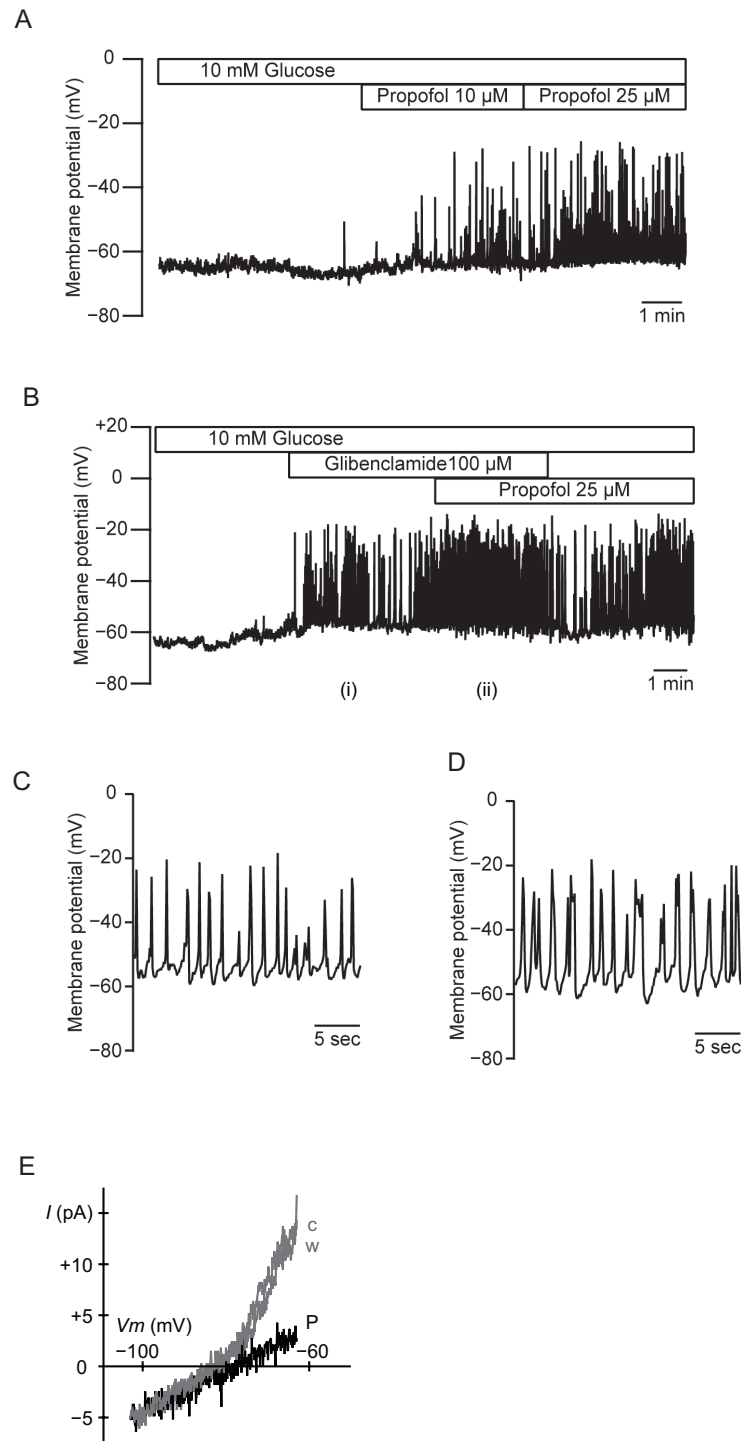 A
Membrane potential (mV)
0
−20
−40
−60
−80
10 mM Glucose
Propofol 10 µM
Propofol 25 µM
1 min
B
Membrane potential (mV)
+20
0
−20
−40
−60
−80
10 mM Glucose
Glibenclamide100 µM
Propofol 25 µM
1 min
(i)
(ii)
C
Membrane potential (mV)
0
−20
−40
−60
−80
5 sec
D
Membrane potential (mV)
0
−20
−40
−60
−80
5 sec
E
I (pA)
+10
+5
0
−5
Vm (mV)
−100
−60
C
W
P